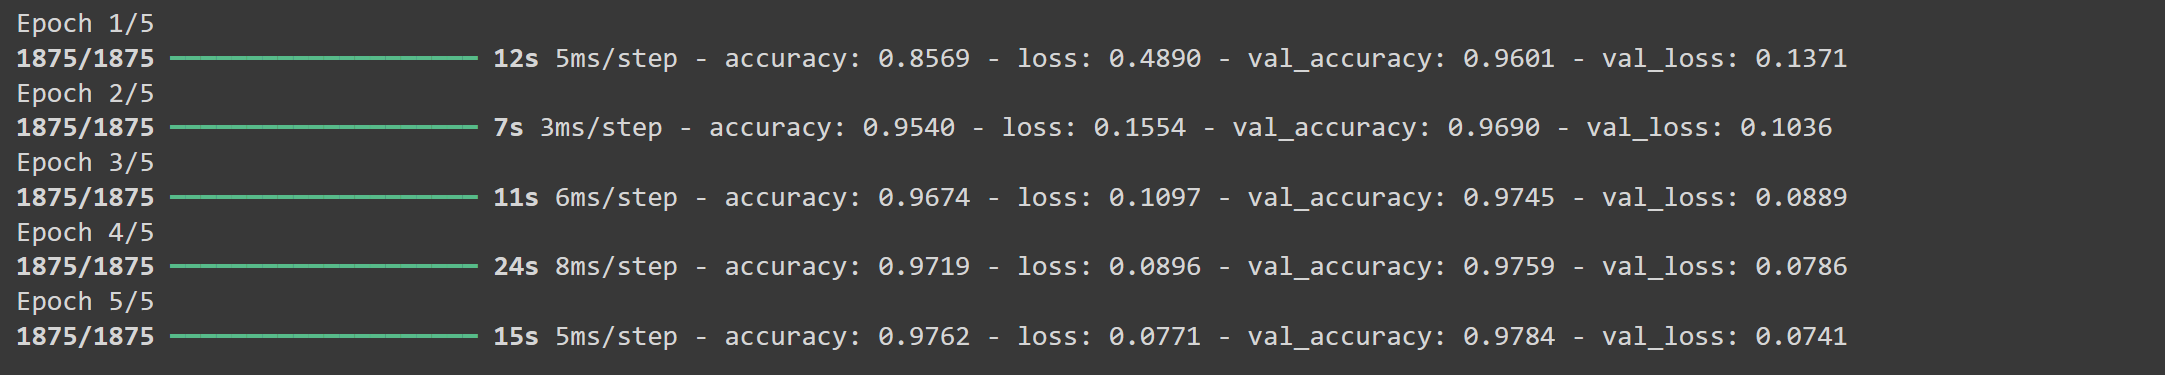 Epoch 1/5
1875/1875 ━━━━━━━━━━━━━━━━━━━━ 12s 5ms/step - accuracy: 0.8569 - loss: 0.4890 - val_accuracy: 0.9601 - val_loss: 0.1371
Epoch 2/5
1875/1875 ━━━━━━━━━━━━━━━━━━━━ 7s 3ms/step - accuracy: 0.9540 - loss: 0.1554 - val_accuracy: 0.9690 - val_loss: 0.1036
Epoch 3/5
1875/1875 ━━━━━━━━━━━━━━━━━━━━ 11s 6ms/step - accuracy: 0.9674 - loss: 0.1097 - val_accuracy: 0.9745 - val_loss: 0.0889
Epoch 4/5
1875/1875 ━━━━━━━━━━━━━━━━━━━━ 24s 8ms/step - accuracy: 0.9719 - loss: 0.0896 - val_accuracy: 0.9759 - val_loss: 0.0786
Epoch 5/5
1875/1875 ━━━━━━━━━━━━━━━━━━━━ 15s 5ms/step - accuracy: 0.9762 - loss: 0.0771 - val_accuracy: 0.9784 - val_loss: 0.0741